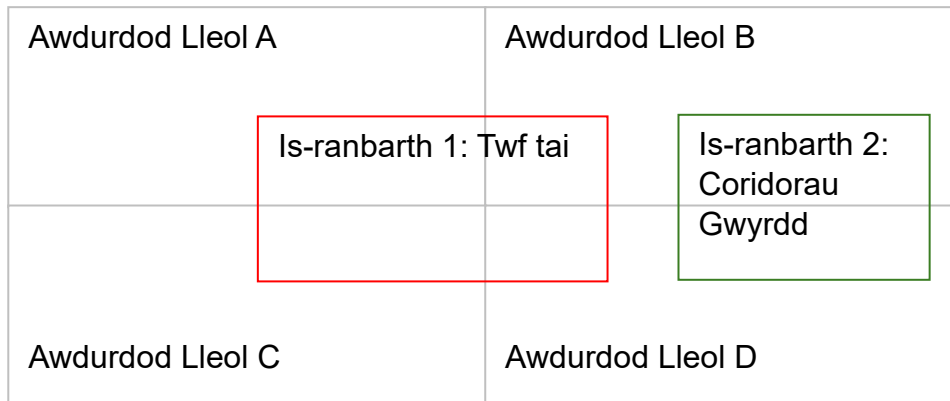 Awdurdod Lleol A
Awdurdod Lleol B
Is-ranbarth 1: Twf tai
Is-ranbarth 2:
Coridorau
Gwyrdd
Awdurdod Lleol C
Awdurdod Lleol D